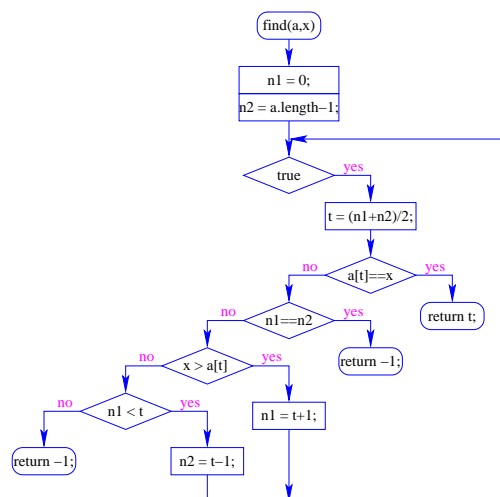 find(a,x)
n1 = 0;
n2 = a.length−1;
yes
true
t = (n1+n2)/2;
no
yes
a[t]==x
no
return t;
n1==n2
no
yes
return −1;
x > a[t]
no
yes
n1 < t
n1 = t+1;
return −1;
n2 = t−1;